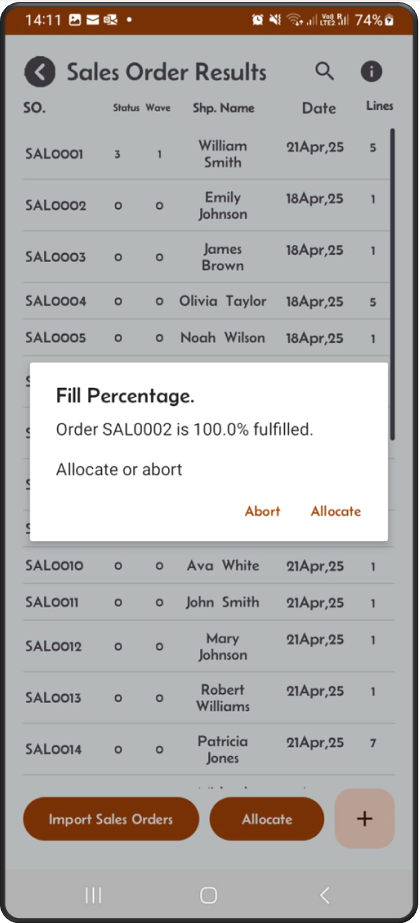 14:11 74%
Sales Order Results
SO. Status Wave Shp. Name Date Lines
SAL0001 3 1 William Smith 21Apr,25 5
SAL0002 0 0 Emily Johnson 18Apr,25 1
SAL0003 0 0 James Brown 18Apr,25 1
SAL0004 0 0 Olivia Taylor 18Apr,25 5
SAL0005 0 0 Noah Wilson 18Apr,25 1
Fill Percentage.
Order SAL0002 is 100.0% fulfilled.
Allocate or abort
Abort Allocate
SAL0010 0 0 Ava White 21Apr,25 1
SAL0011 0 0 John Smith 21Apr,25 1
SAL0012 0 0 Mary Johnson 21Apr,25 1
SAL0013 0 0 Robert Williams 21Apr,25 1
SAL0014 0 0 Patricia Jones 21Apr,25 7
Import Sales Orders Allocate +